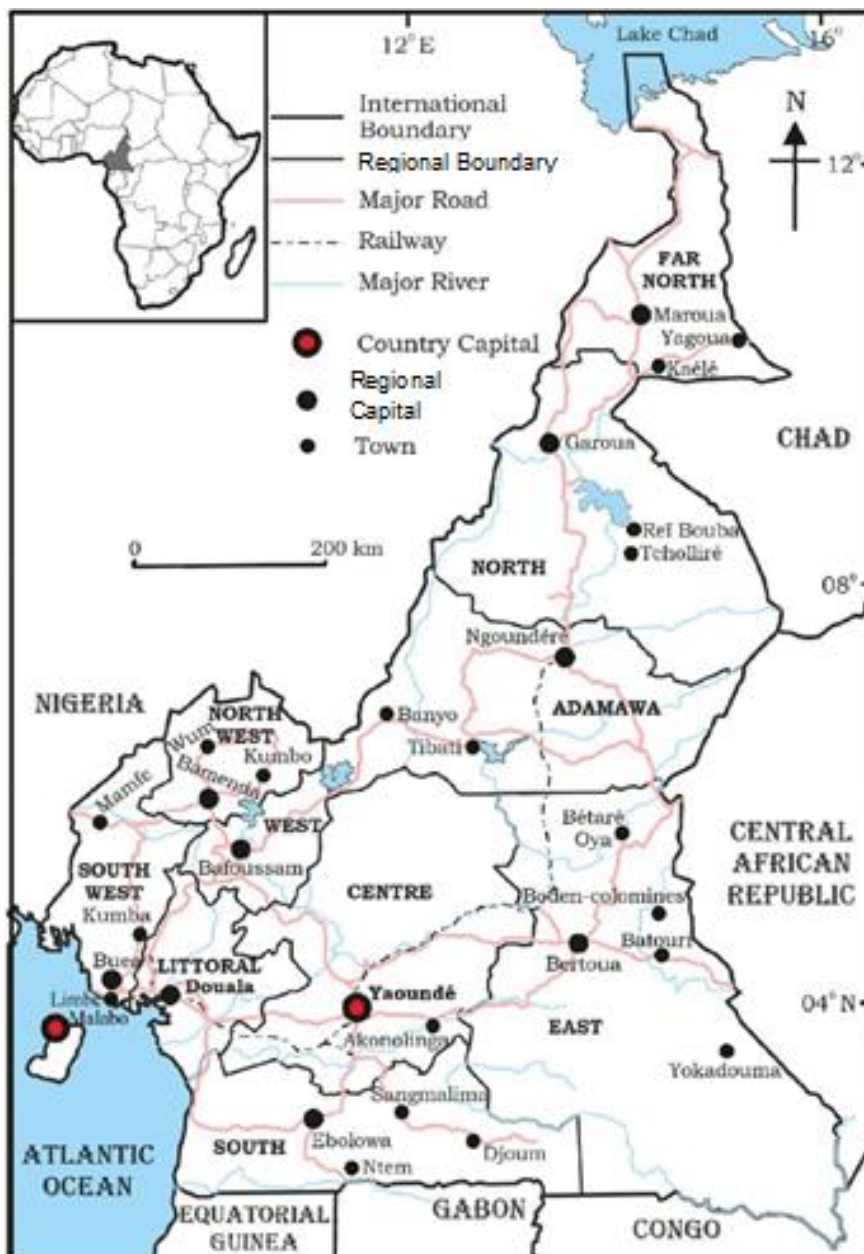 12°E
16°
Lake Chad
N
International
Boundary
Regional Boundary
12°
Major Road
Railway
Major River
FAR
NORTH
Country Capital
Maroua
Yagoua
Kaélé
Regional
Capital
Town
Garoua
CHAD
0
200 km
Reï Bouba
Tcholliré
NORTH
08°
Ngoundéré
NIGERIA
NORTH
WEST
Wum
Banyo
ADAMAWA
Kumbo
Tibati
Bamenda
Mamfe
WEST
Bétaré
Oya
CENTRAL
AFRICAN
REPUBLIC
Bafoussam
SOUTH
WEST
CENTRE
Boden-colomines
Kumba
Batouri
Buea
LITTORAL
Douala
Bertoua
Limbe
Malabo
Yaoundé
04°N
Akonolinga
EAST
Yokadouma
Sangmalima
SOUTH
Ebolowa
Djoum
ATLANTIC
OCEAN
Ntem
EQUATORIAL
GUINEA
GABON
CONGO